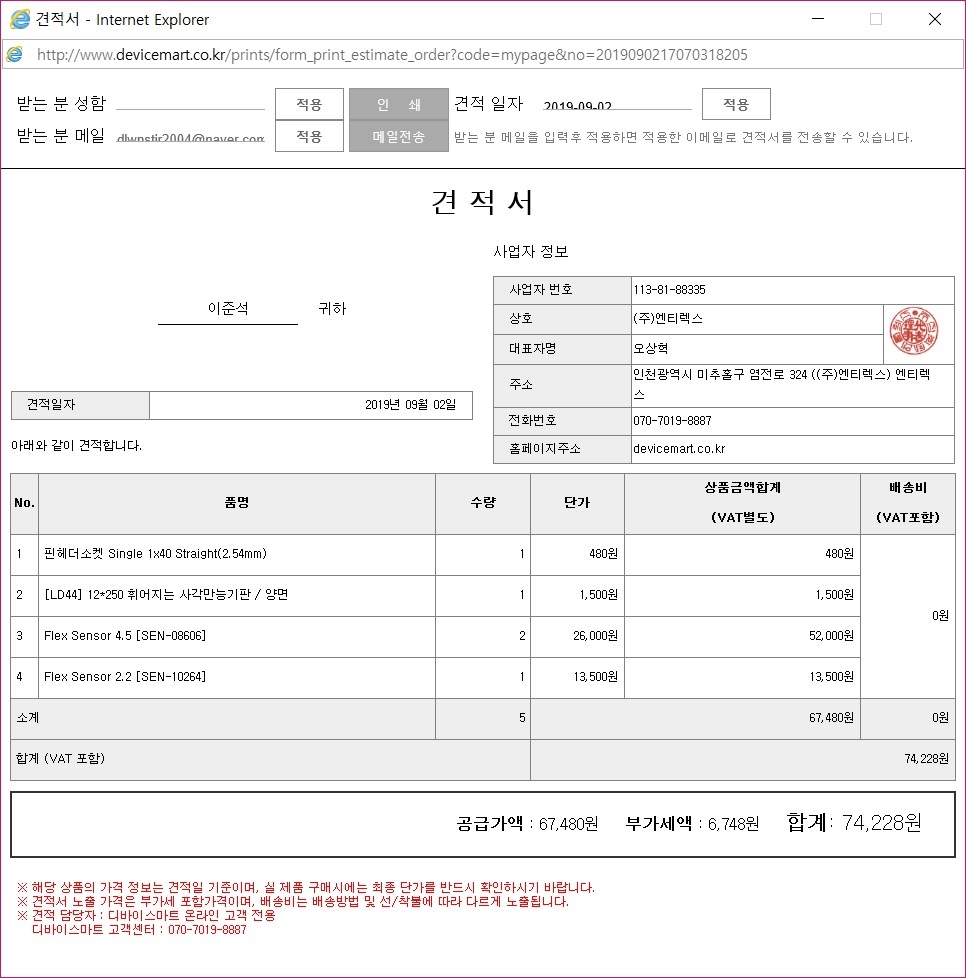 견적서 - Internet Explorer
http://www.devicemart.co.kr/prints/form_print_estimate_order?code=mypage&no=2019090217070318205
받는 분 성함 적용 인 쇄 견적 일자 2019-09-02 적용
받는 분 메일 dlwnstjr2004@naver.com 적용 메일전송 받는 분 메일을 입력후 적용하면 적용한 이메일로 견적서를 전송할 수 있습니다.
견 적 서
사업자 정보
이준석 귀하
사업자 번호 113-81-88335
상호 (주)엔티렉스
대표자명 오상혁
주소 인천광역시 미추홀구 염전로 324 ((주)엔티렉스) 엔티렉
스
전화번호 070-7019-8887
홈페이지주소 devicemart.co.kr
견적일자 2019년 09월 02일
아래와 같이 견적합니다.
No. 품명 수량 단가 상품금액합계 배송비
(VAT별도) (VAT포함)
1 핀헤더소켓 Single 1x40 Straight(2.54mm) 1 480원 480원
2 [LD44] 12*250 휘어지는 사각만능기판 / 양면 1 1,500원 1,500원
0원
3 Flex Sensor 4.5 [SEN-08606] 2 26,000원 52,000원
4 Flex Sensor 2.2 [SEN-10264] 1 13,500원 13,500원
소계 5 67,480원 0원
합계 (VAT 포함) 74,228원
공급가액 : 67,480원 부가세액 : 6,748원 합계: 74,228원
※ 해당 상품의 가격 정보는 견적일 기준이며, 실 제품 구매시에는 최종 단가를 반드시 확인하시기 바랍니다.
※ 견적서 노출 가격은 부가세 포함가격이며, 배송비는 배송방법 및 선/착불에 따라 다르게 노출됩니다.
※ 견적 담당자 : 디바이스마트 온라인 고객 전용
디바이스마트 고객센터 : 070-7019-8887